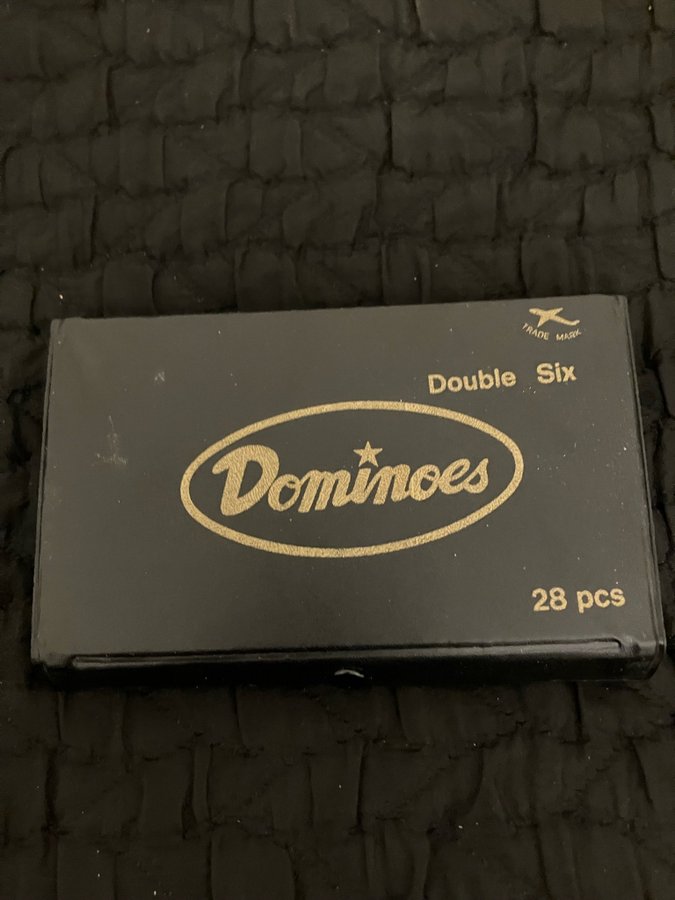 TRADE MARK
Double Six
Dominoes
28 pcs